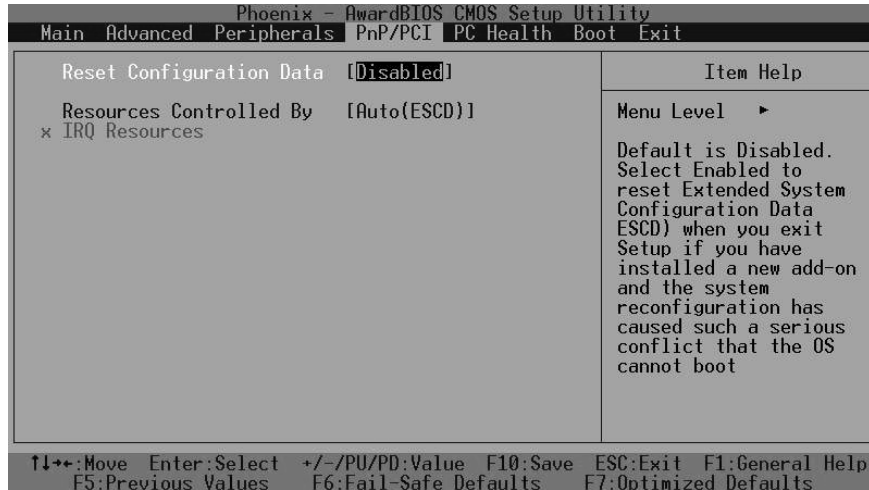 Phoenix - AwardBIOS CMOS Setup Utility
Main Advanced Peripherals PnP/PCI PC Health Boot Exit
Reset Configuration Data [Disabled]
Resources Controlled By [Auto(ESCD)]
x IRQ Resources
Item Help
Menu Level ►
Default is Disabled.
Select Enabled to
reset Extended System
Configuration Data
ESCD) when you exit
Setup if you have
installed a new add-on
and the system
reconfiguration has
caused such a serious
conflict that the OS
cannot boot
↑↓→←:Move Enter:Select +/-/PU/PD:Value F10:Save ESC:Exit F1:General Help
F5:Previous Values F6:Fail-Safe Defaults F7:Optimized Defaults